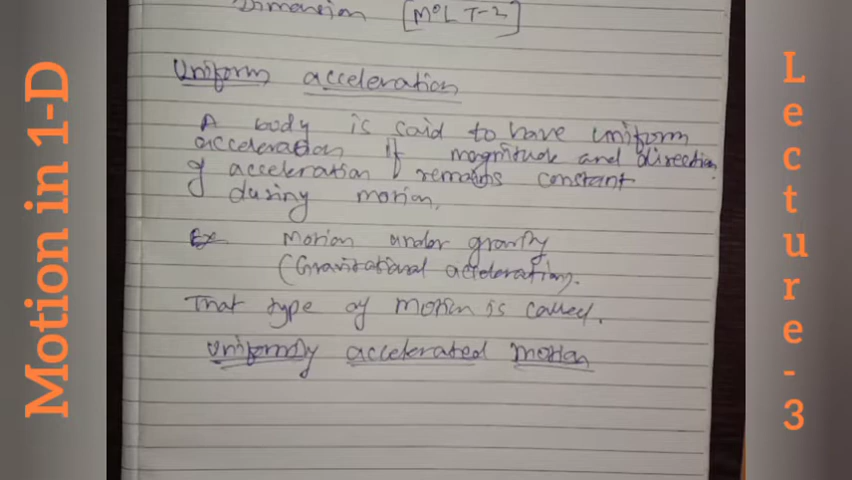 Motion in 1-D
Dimension [M°L T-2]
Uniform acceleration
A body is said to have uniform
acceleration if magnitude and direction
of acceleration remains constant
during motion.
Ex Motion under gravity
(Gravitational acceleration).
That type of motion is called.
Uniformly accelerated motion
Lecture-3